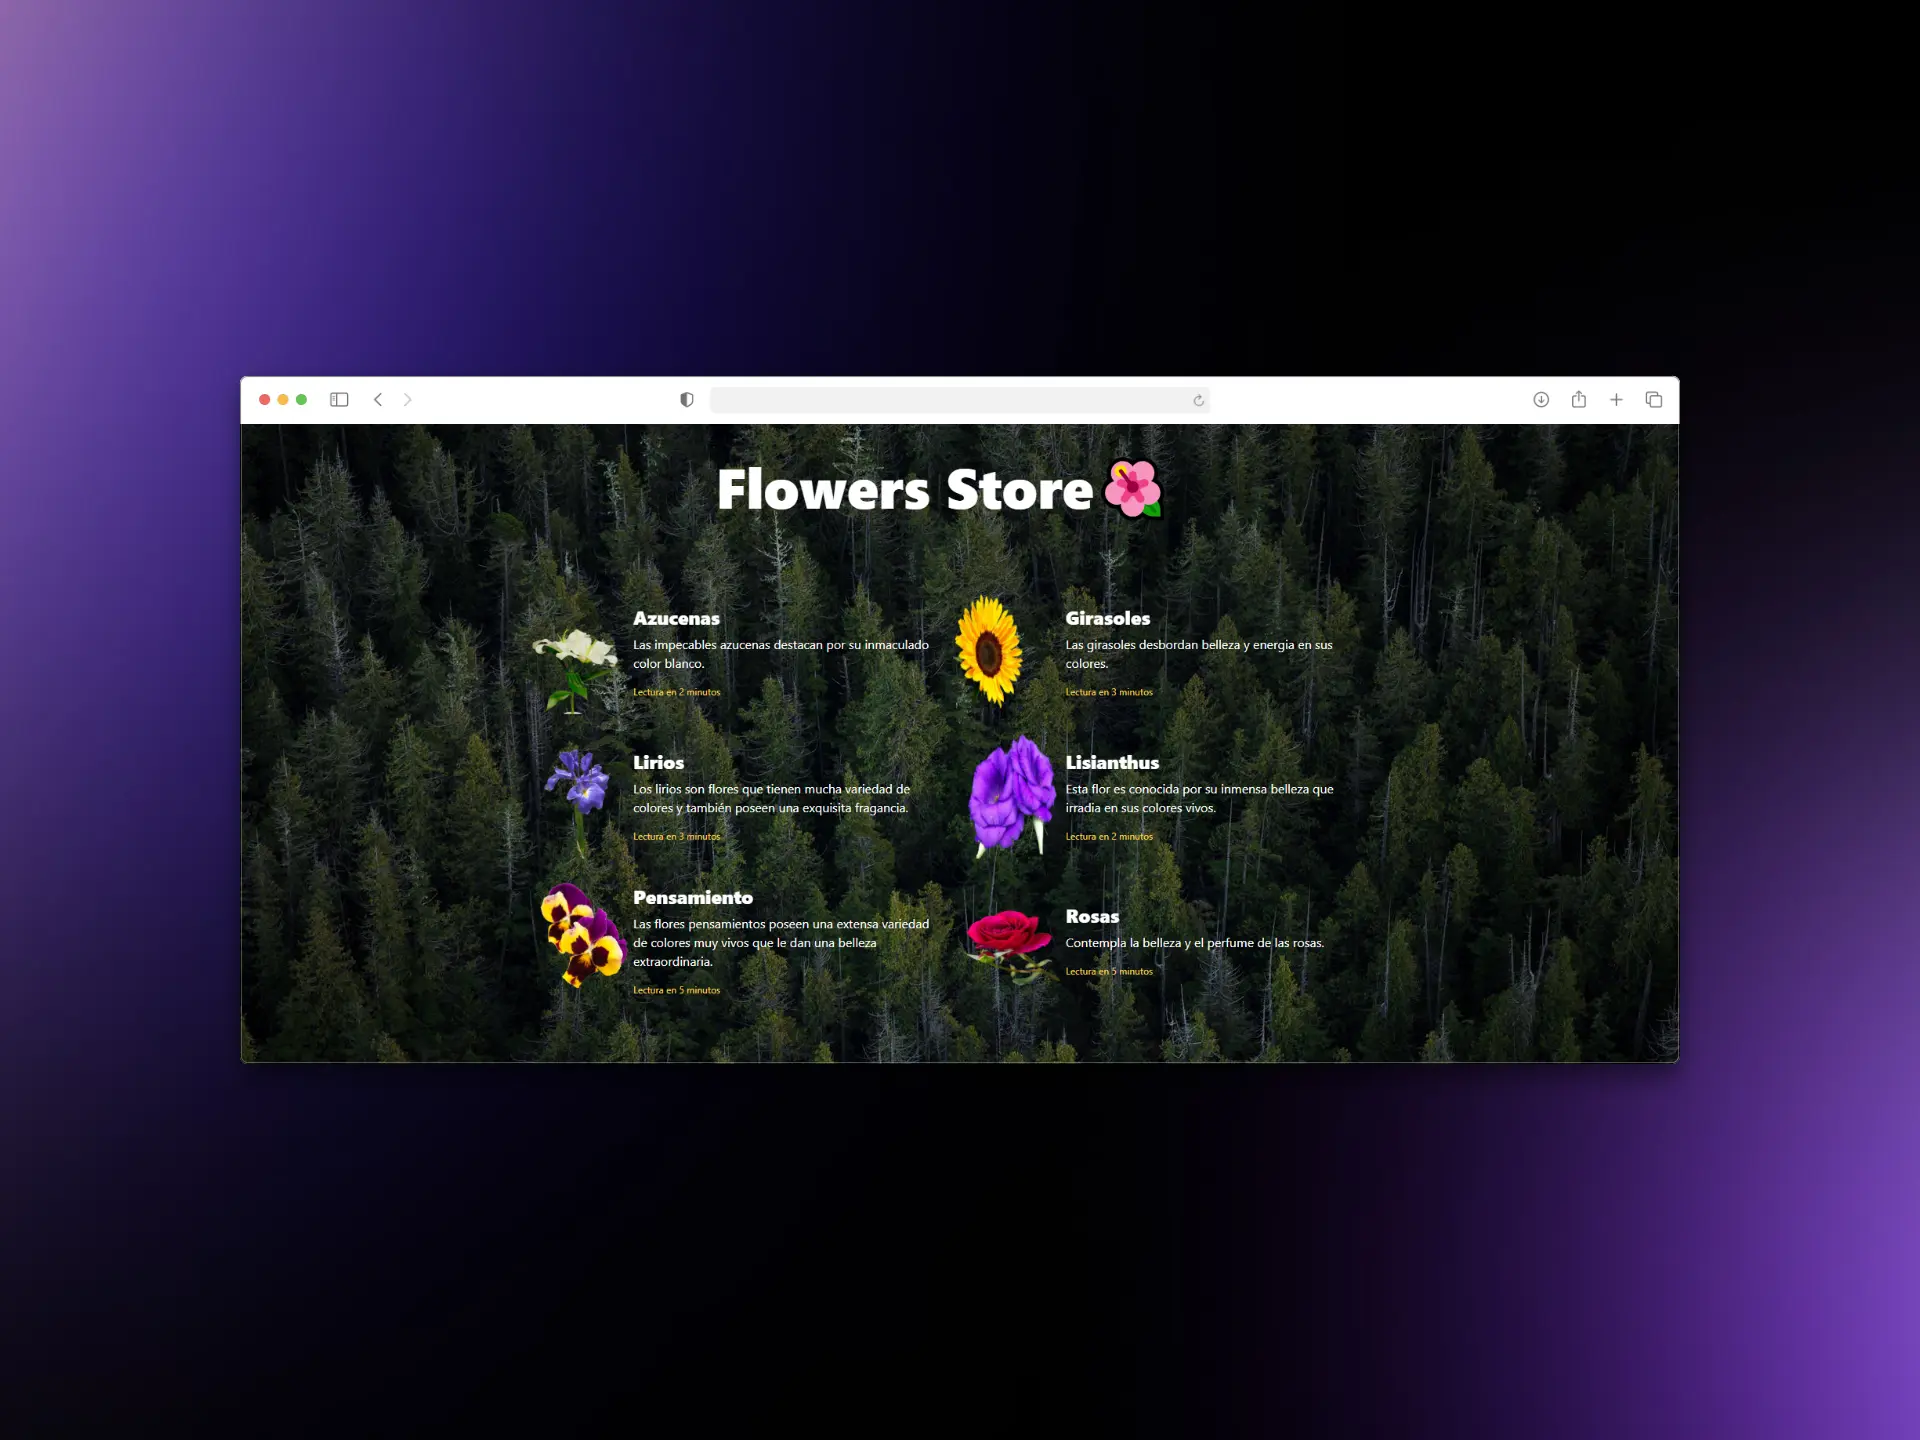 Flowers Store
Azucenas
Las impecables azucenas destacan por su inmaculado
color blanco.
Lectura en 2 minutos
Girasoles
Las girasoles desbordan belleza y energia en sus
colores.
Lectura en 3 minutos
Lirios
Los lirios son flores que tienen mucha variedad de
colores y también poseen una exquisita fragancia.
Lectura en 3 minutos
Lisianthus
Esta flor es conocida por su inmensa belleza que
irradia en sus colores vivos.
Lectura en 2 minutos
Pensamiento
Las flores pensamientos poseen una extensa variedad
de colores muy vivos que le dan una belleza
extraordinaria.
Lectura en 5 minutos
Rosas
Contempla la belleza y el perfume de las rosas.
Lectura en 5 minutos